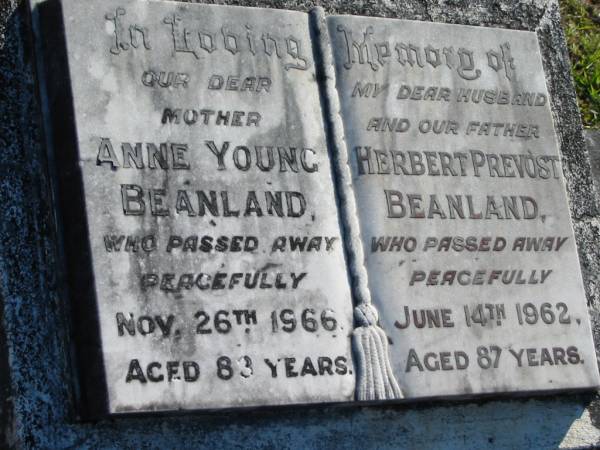 In Loving
OUR DEAR
MOTHER
ANNE YOUNG
BEANLAND,
WHO PASSED AWAY
PEACEFULLY
NOV. 26TH 1966.
AGED 83 YEARS.
Memory of
MY DEAR HUSBAND
AND OUR FATHER
HERBERT PREVOST
BEANLAND,
WHO PASSED AWAY
PEACEFULLY
JUNE 14TH 1962,
AGED 87 YEARS.